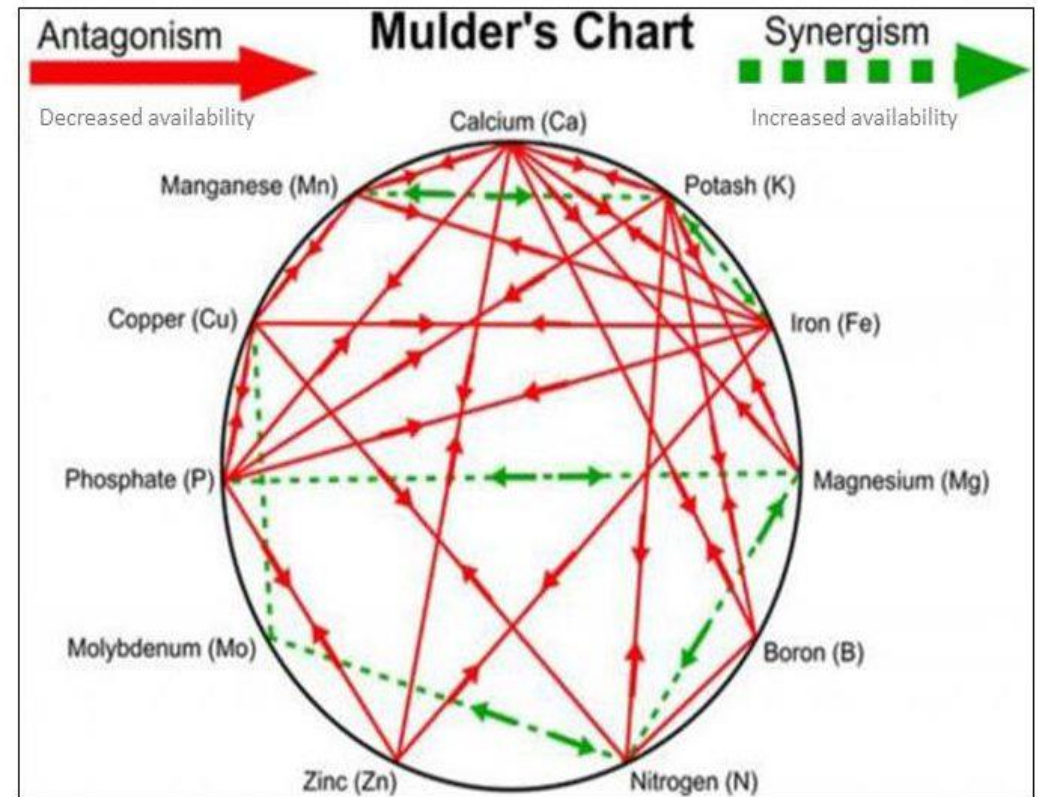 Antagonism
Mulder's Chart
Synergism
Decreased availability
Increased availability
Calcium (Ca)
Manganese (Mn)
Potash (K)
Copper (Cu)
Iron (Fe)
Phosphate (P)
Magnesium (Mg)
Molybdenum (Mo)
Boron (B)
Zinc (Zn)
Nitrogen (N)